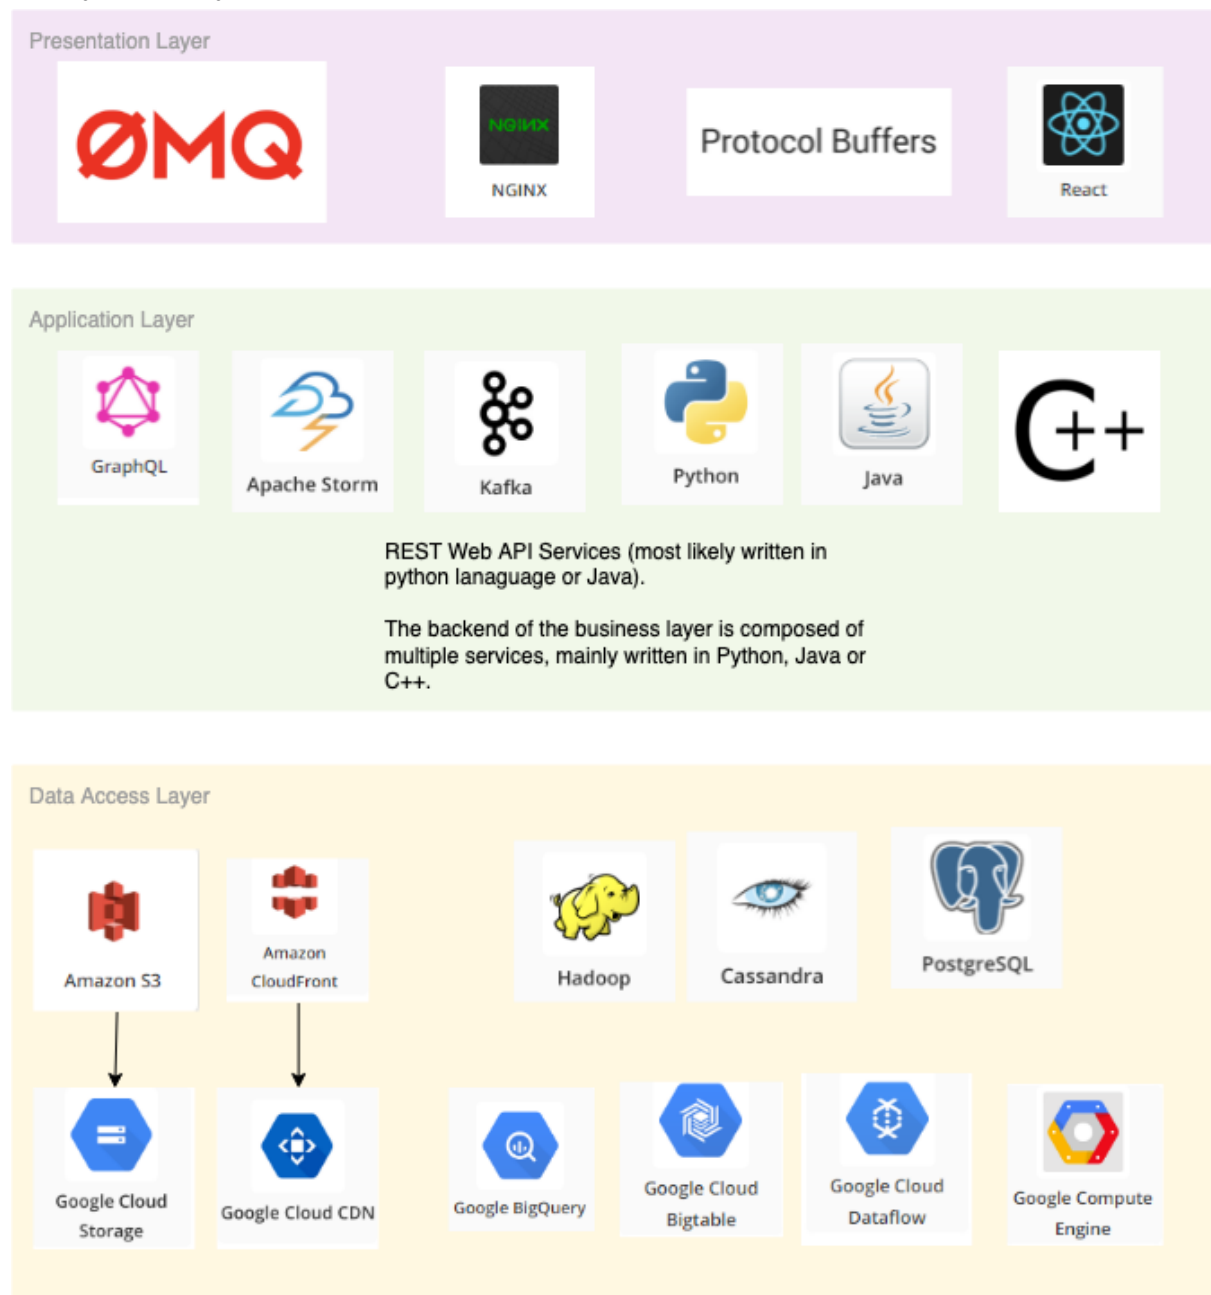 Presentation Layer
ØMQ
NGINX
NGINX
Protocol Buffers
React
Application Layer
GraphQL
Apache Storm
Kafka
Python
Java
C++
REST Web API Services (most likely written in
python lanaguage or Java).
The backend of the business layer is composed of
multiple services, mainly written in Python, Java or
C++.
Data Access Layer
Amazon S3
Amazon
CloudFront
Hadoop
Cassandra
PostgreSQL
Google Cloud
Storage
Google Cloud CDN
Google BigQuery
Google Cloud
Bigtable
Google Cloud
Dataflow
Google Compute
Engine